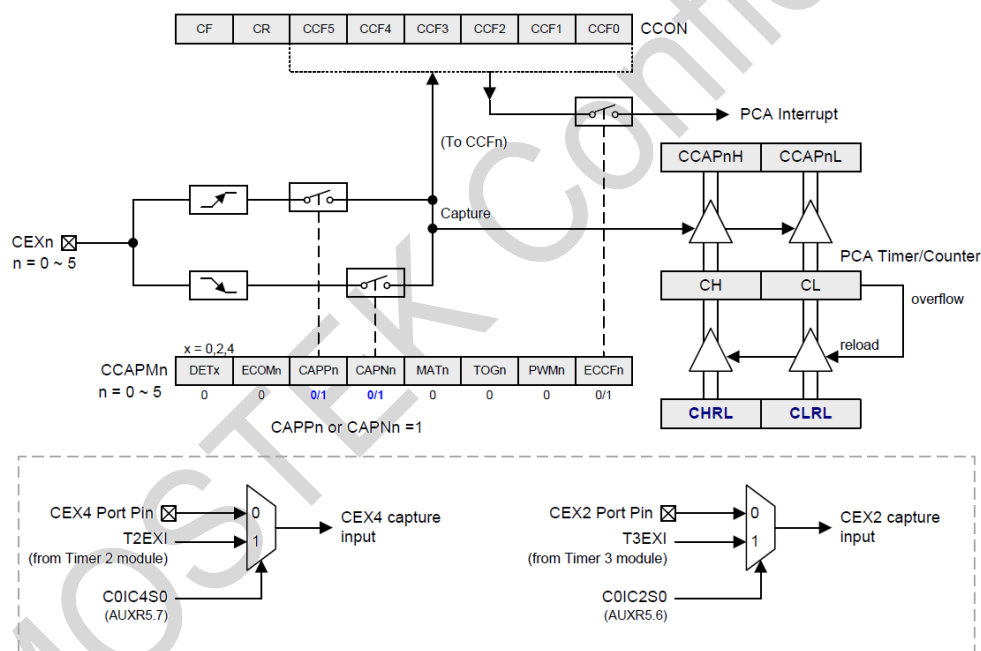 CF CR CCF5 CCF4 CCF3 CCF2 CCF1 CCF0 CCON
PCA Interrupt
(To CCFn)
CCAPnH CCAPnL
Capture
CEXn
n = 0 ~ 5
PCA Timer/Counter
CH CL
overflow
reload
x = 0,2,4
CCAPMn
n = 0 ~ 5
DETx ECOMn CAPPn CAPNn MATn TOGn PWMn ECCFn
0 0 0/1 0/1 0 0 0 0/1
CHRL CLRL
CAPPn or CAPNn =1
CEX4 Port Pin 0
T2EXI 1
(from Timer 2 module)
CEX4 capture
input
C0IC4S0
(AUXR5.7)
CEX2 Port Pin 0
T3EXI 1
(from Timer 3 module)
CEX2 capture
input
C0IC2S0
(AUXR5.6)